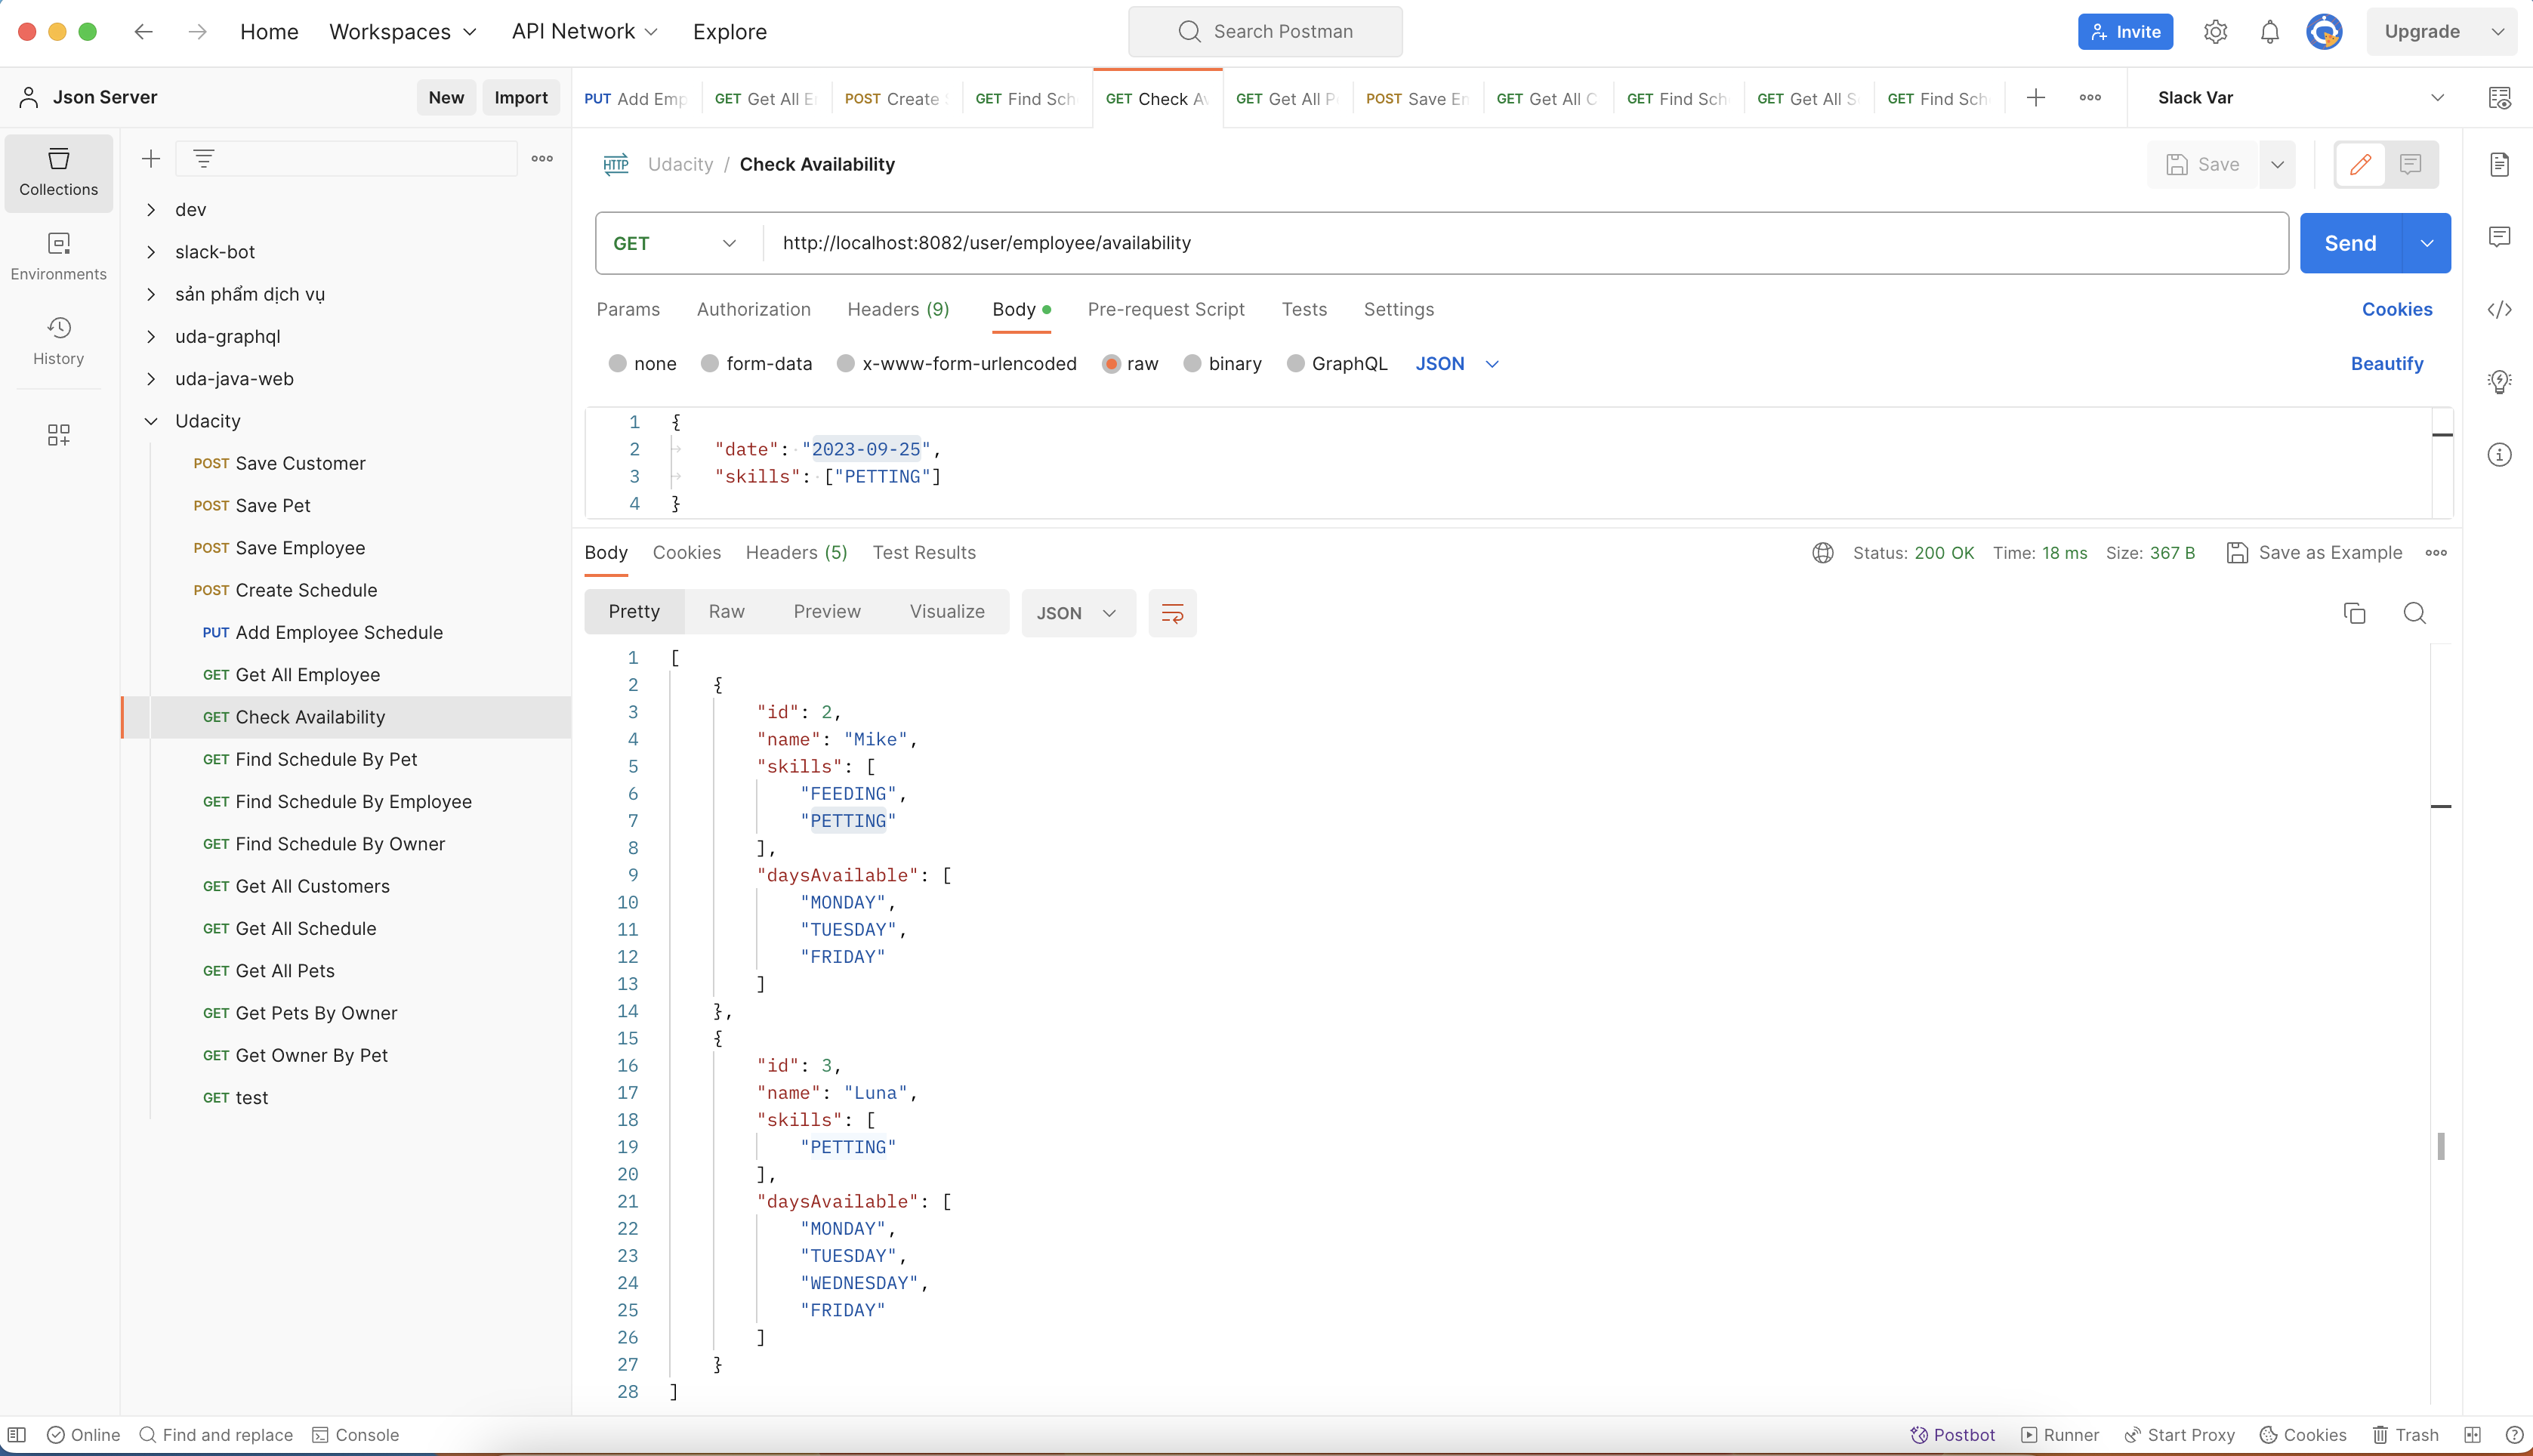 Home Workspaces API Network Explore Search Postman Invite Upgrade
Json Server New Import
PUT Add Emp GET Get All E POST Create GET Find Sch GET Check Av GET Get All P POST Save Em GET Get All C GET Find Sch GET Get All S GET Find Sch Slack Var
Collections
Environments
History
dev
slack-bot
sản phẩm dịch vụ
uda-graphql
uda-java-web
Udacity
POST Save Customer
POST Save Pet
POST Save Employee
POST Create Schedule
PUT Add Employee Schedule
GET Get All Employee
GET Check Availability
GET Find Schedule By Pet
GET Find Schedule By Employee
GET Find Schedule By Owner
GET Get All Customers
GET Get All Schedule
GET Get All Pets
GET Get Pets By Owner
GET Get Owner By Pet
GET test
HTTP Udacity / Check Availability Save
GET http://localhost:8082/user/employee/availability Send
Params Authorization Headers (9) Body Pre-request Script Tests Settings Cookies
none form-data x-www-form-urlencoded raw binary GraphQL JSON Beautify
1 {
2 "date": "2023-09-25",
3 "skills": ["PETTING"]
4 }
Body Cookies Headers (5) Test Results Status: 200 OK Time: 18 ms Size: 367 B Save as Example
Pretty Raw Preview Visualize JSON
1 [
2 {
3 "id": 2,
4 "name": "Mike",
5 "skills": [
6 "FEEDING",
7 "PETTING"
8 ],
9 "daysAvailable": [
10 "MONDAY",
11 "TUESDAY",
12 "FRIDAY"
13 ]
14 },
15 {
16 "id": 3,
17 "name": "Luna",
18 "skills": [
19 "PETTING"
20 ],
21 "daysAvailable": [
22 "MONDAY",
23 "TUESDAY",
24 "WEDNESDAY",
25 "FRIDAY"
26 ]
27 }
28 ]
Online Find and replace Console Postbot Runner Start Proxy Cookies Trash